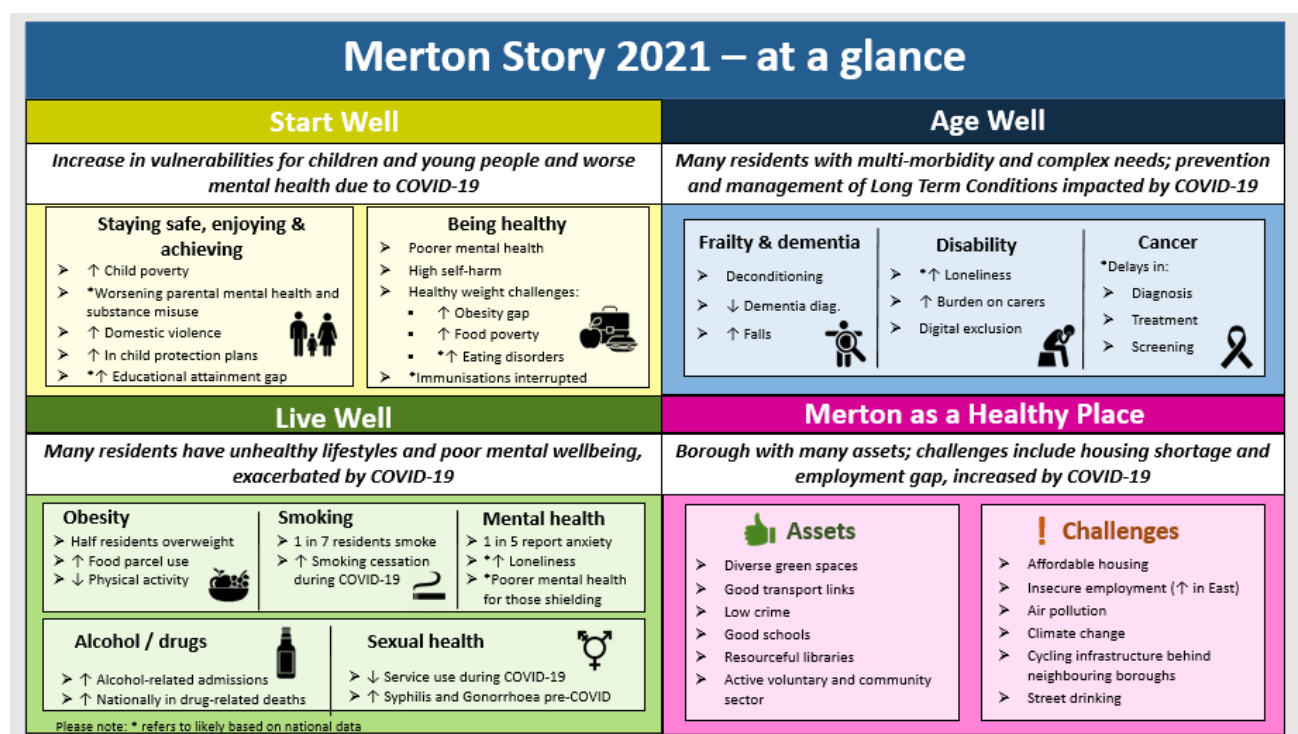 Merton Story 2021 – at a glance
Start Well
Increase in vulnerabilities for children and young people and worse
mental health due to COVID-19
Staying safe, enjoying &
achieving
➢ ↑ Child poverty
➢ *Worsening parental mental health and
substance misuse
➢ ↑ Domestic violence
➢ ↑ In child protection plans
➢ *↑ Educational attainment gap
Being healthy
➢ Poorer mental health
➢ High self-harm
➢ Healthy weight challenges:
▪ ↑ Obesity gap
▪ ↑ Food poverty
▪ *↑ Eating disorders
➢ *Immunisations interrupted
Age Well
Many residents with multi-morbidity and complex needs; prevention
and management of Long Term Conditions impacted by COVID-19
Frailty & dementia
➢ Deconditioning
➢ ↓ Dementia diag.
➢ ↑ Falls
Disability
➢ *↑ Loneliness
➢ ↑ Burden on carers
➢ Digital exclusion
Cancer
*Delays in:
➢ Diagnosis
➢ Treatment
➢ Screening
Live Well
Many residents have unhealthy lifestyles and poor mental wellbeing,
exacerbated by COVID-19
Obesity
➢ Half residents overweight
➢ ↑ Food parcel use
➢ ↓ Physical activity
Smoking
➢ 1 in 7 residents smoke
➢ ↑ Smoking cessation
during COVID-19
Mental health
➢ 1 in 5 report anxiety
➢ *↑ Loneliness
➢ *Poorer mental health
for those shielding
Alcohol / drugs
➢ ↑ Alcohol-related admissions
➢ ↑ Nationally in drug-related deaths
Sexual health
➢ ↓ Service use during COVID-19
➢ ↑ Syphilis and Gonorrhoea pre-COVID
Please note: * refers to likely based on national data
Merton as a Healthy Place
Borough with many assets; challenges include housing shortage and
employment gap, increased by COVID-19
Assets
➢ Diverse green spaces
➢ Good transport links
➢ Low crime
➢ Good schools
➢ Resourceful libraries
➢ Active voluntary and community
sector
! Challenges
➢ Affordable housing
➢ Insecure employment (↑ in East)
➢ Air pollution
➢ Climate change
➢ Cycling infrastructure behind
neighbouring boroughs
➢ Street drinking